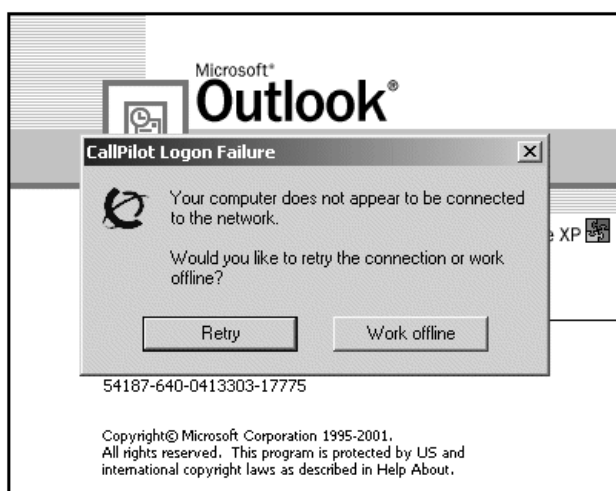 Microsoft®
Outlook®
CallPilot Logon Failure
Your computer does not appear to be connected
to the network.
Would you like to retry the connection or work
offline?
e XP
Retry
Work offline
54187-640-0413303-17775
Copyright© Microsoft Corporation 1995-2001.
All rights reserved. This program is protected by US and
international copyright laws as described in Help About.